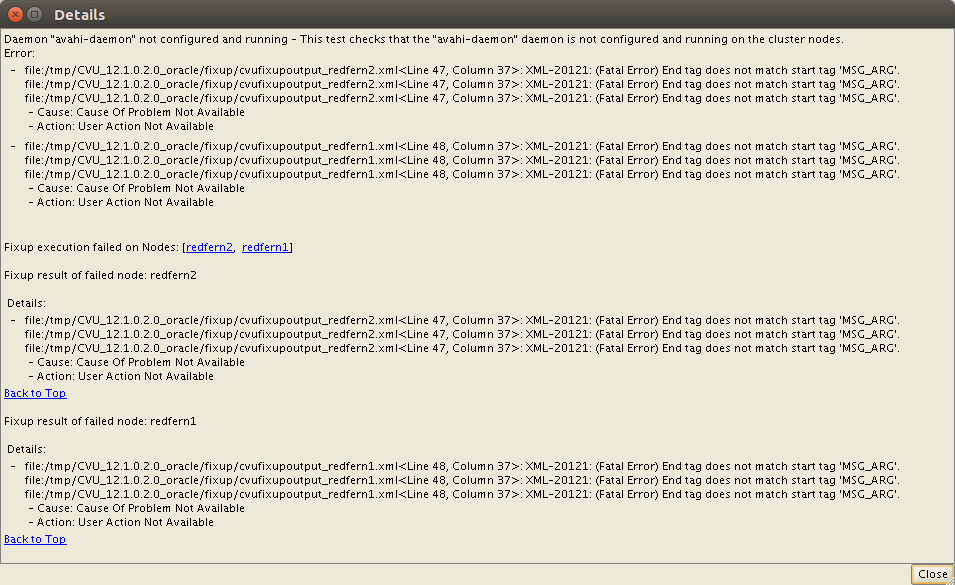 Details
Daemon "avahi-daemon" not configured and running - This test checks that the "avahi-daemon" daemon is not configured and running on the cluster nodes.
Error:
- file:/tmp/CVU_12.1.0.2.0_oracle/fixup/cvufixupoutput_redfern2.xml<Line 47, Column 37>: XML-20121: (Fatal Error) End tag does not match start tag 'MSG_ARG'.
file:/tmp/CVU_12.1.0.2.0_oracle/fixup/cvufixupoutput_redfern2.xml<Line 47, Column 37>: XML-20121: (Fatal Error) End tag does not match start tag 'MSG_ARG'.
file:/tmp/CVU_12.1.0.2.0_oracle/fixup/cvufixupoutput_redfern2.xml<Line 47, Column 37>: XML-20121: (Fatal Error) End tag does not match start tag 'MSG_ARG'.
- Cause: Cause Of Problem Not Available
- Action: User Action Not Available
- file:/tmp/CVU_12.1.0.2.0_oracle/fixup/cvufixupoutput_redfern1.xml<Line 48, Column 37>: XML-20121: (Fatal Error) End tag does not match start tag 'MSG_ARG'.
file:/tmp/CVU_12.1.0.2.0_oracle/fixup/cvufixupoutput_redfern1.xml<Line 48, Column 37>: XML-20121: (Fatal Error) End tag does not match start tag 'MSG_ARG'.
file:/tmp/CVU_12.1.0.2.0_oracle/fixup/cvufixupoutput_redfern1.xml<Line 48, Column 37>: XML-20121: (Fatal Error) End tag does not match start tag 'MSG_ARG'.
- Cause: Cause Of Problem Not Available
- Action: User Action Not Available
Fixup execution failed on Nodes: [redfern2, redfern1]
Fixup result of failed node: redfern2
Details:
- file:/tmp/CVU_12.1.0.2.0_oracle/fixup/cvufixupoutput_redfern2.xml<Line 47, Column 37>: XML-20121: (Fatal Error) End tag does not match start tag 'MSG_ARG'.
file:/tmp/CVU_12.1.0.2.0_oracle/fixup/cvufixupoutput_redfern2.xml<Line 47, Column 37>: XML-20121: (Fatal Error) End tag does not match start tag 'MSG_ARG'.
file:/tmp/CVU_12.1.0.2.0_oracle/fixup/cvufixupoutput_redfern2.xml<Line 47, Column 37>: XML-20121: (Fatal Error) End tag does not match start tag 'MSG_ARG'.
- Cause: Cause Of Problem Not Available
- Action: User Action Not Available
Back to Top
Fixup result of failed node: redfern1
Details:
- file:/tmp/CVU_12.1.0.2.0_oracle/fixup/cvufixupoutput_redfern1.xml<Line 48, Column 37>: XML-20121: (Fatal Error) End tag does not match start tag 'MSG_ARG'.
file:/tmp/CVU_12.1.0.2.0_oracle/fixup/cvufixupoutput_redfern1.xml<Line 48, Column 37>: XML-20121: (Fatal Error) End tag does not match start tag 'MSG_ARG'.
file:/tmp/CVU_12.1.0.2.0_oracle/fixup/cvufixupoutput_redfern1.xml<Line 48, Column 37>: XML-20121: (Fatal Error) End tag does not match start tag 'MSG_ARG'.
- Cause: Cause Of Problem Not Available
- Action: User Action Not Available
Back to Top
Close